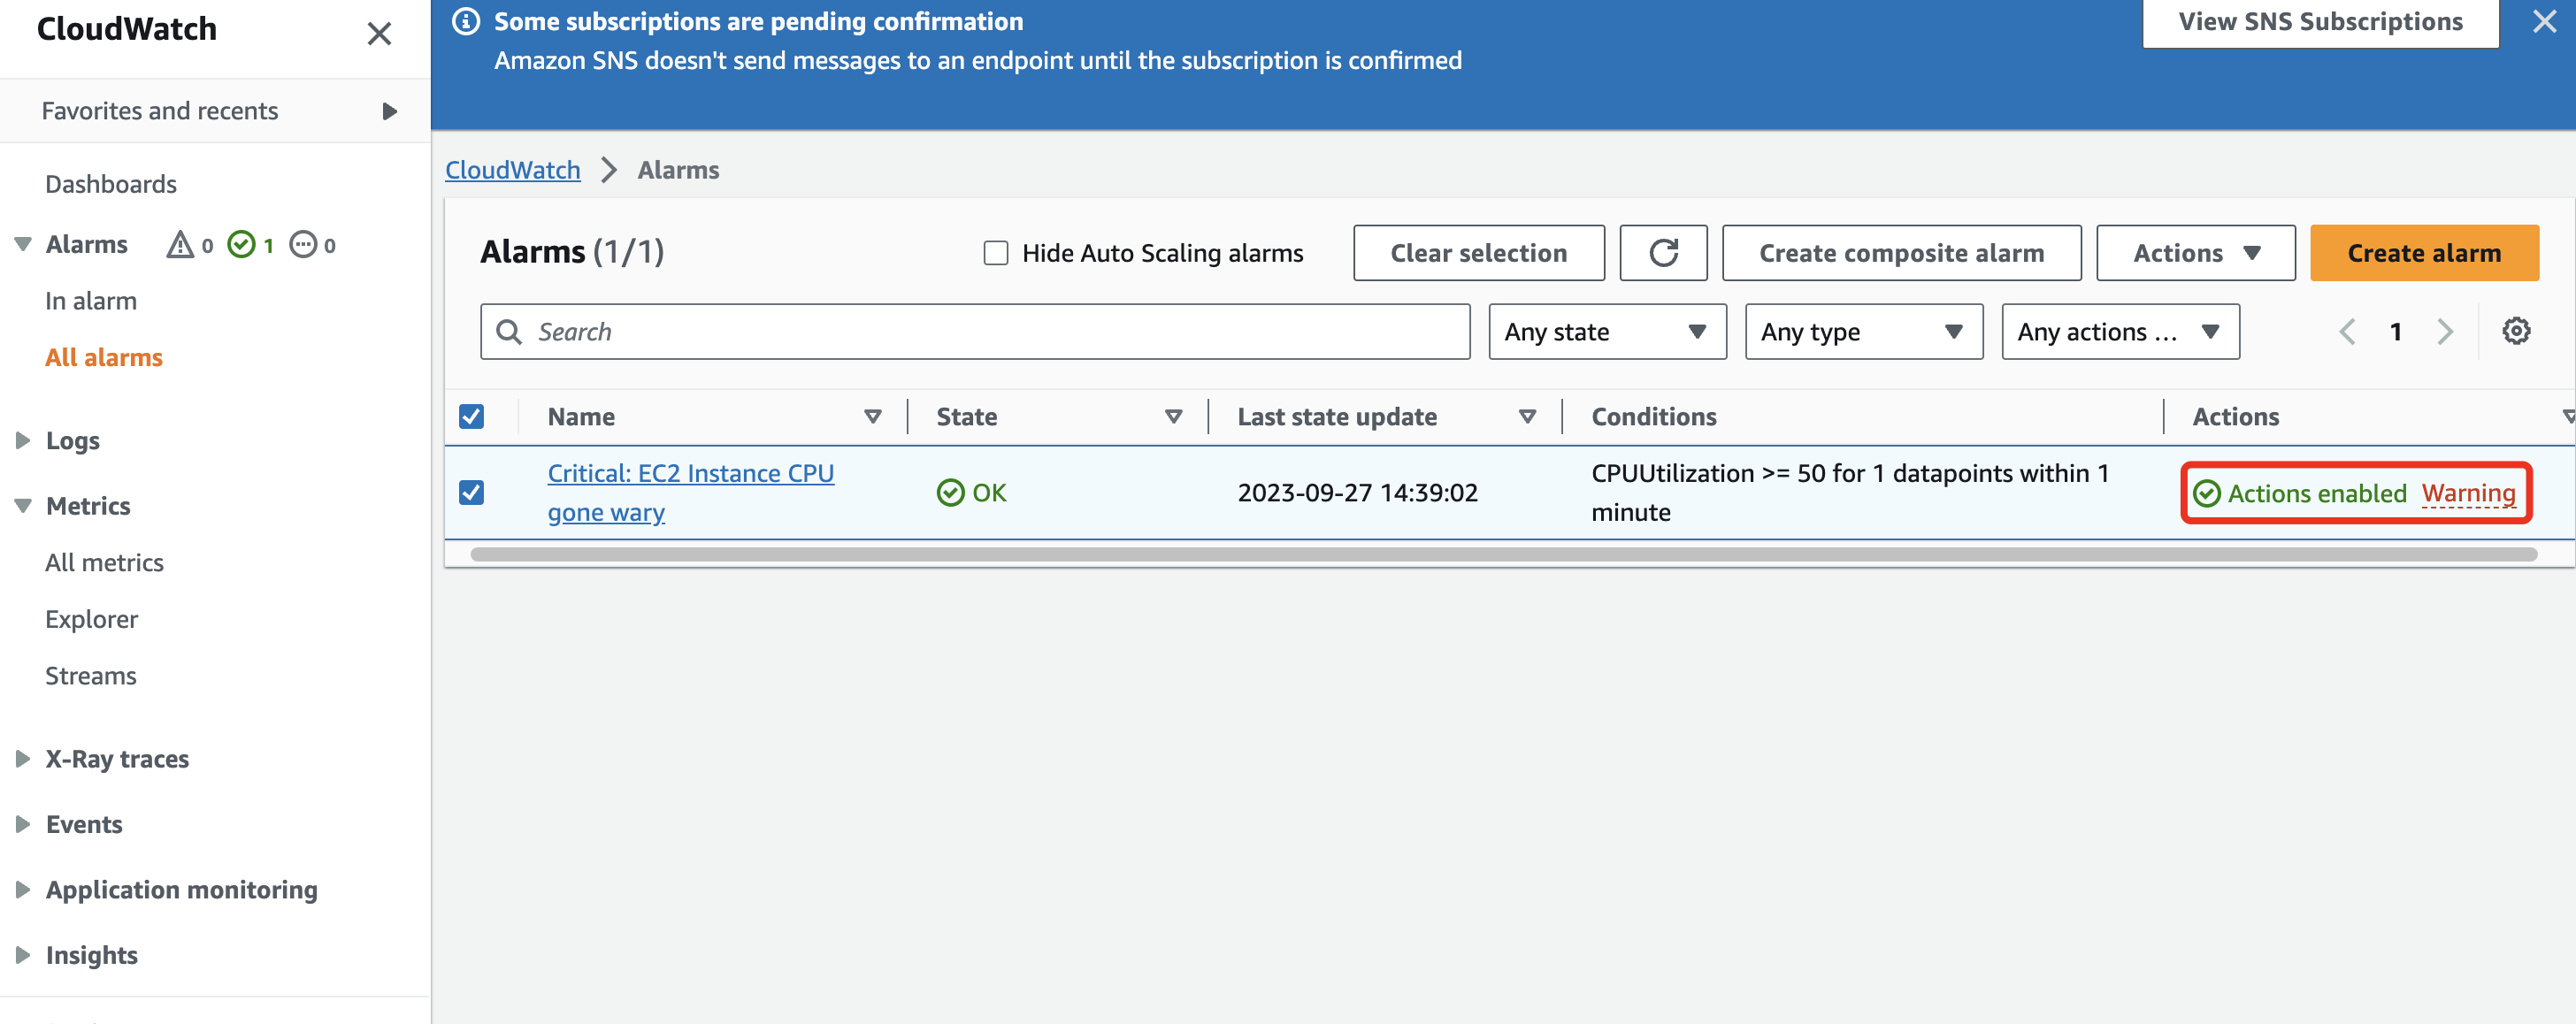 CloudWatch
Favorites and recents
Dashboards
Alarms 0 1 0
In alarm
All alarms
Logs
Metrics
All metrics
Explorer
Streams
X-Ray traces
Events
Application monitoring
Insights
Some subscriptions are pending confirmation
Amazon SNS doesn't send messages to an endpoint until the subscription is confirmed
View SNS Subscriptions
CloudWatch > Alarms
Alarms (1/1)
Hide Auto Scaling alarms
Clear selection
Create composite alarm
Actions
Create alarm
Search
Any state
Any type
Any actions ...
1
Name State Last state update Conditions Actions
Critical: EC2 Instance CPU
gone wary
OK
2023-09-27 14:39:02
CPUUtilization >= 50 for 1 datapoints within 1
minute
Actions enabled Warning